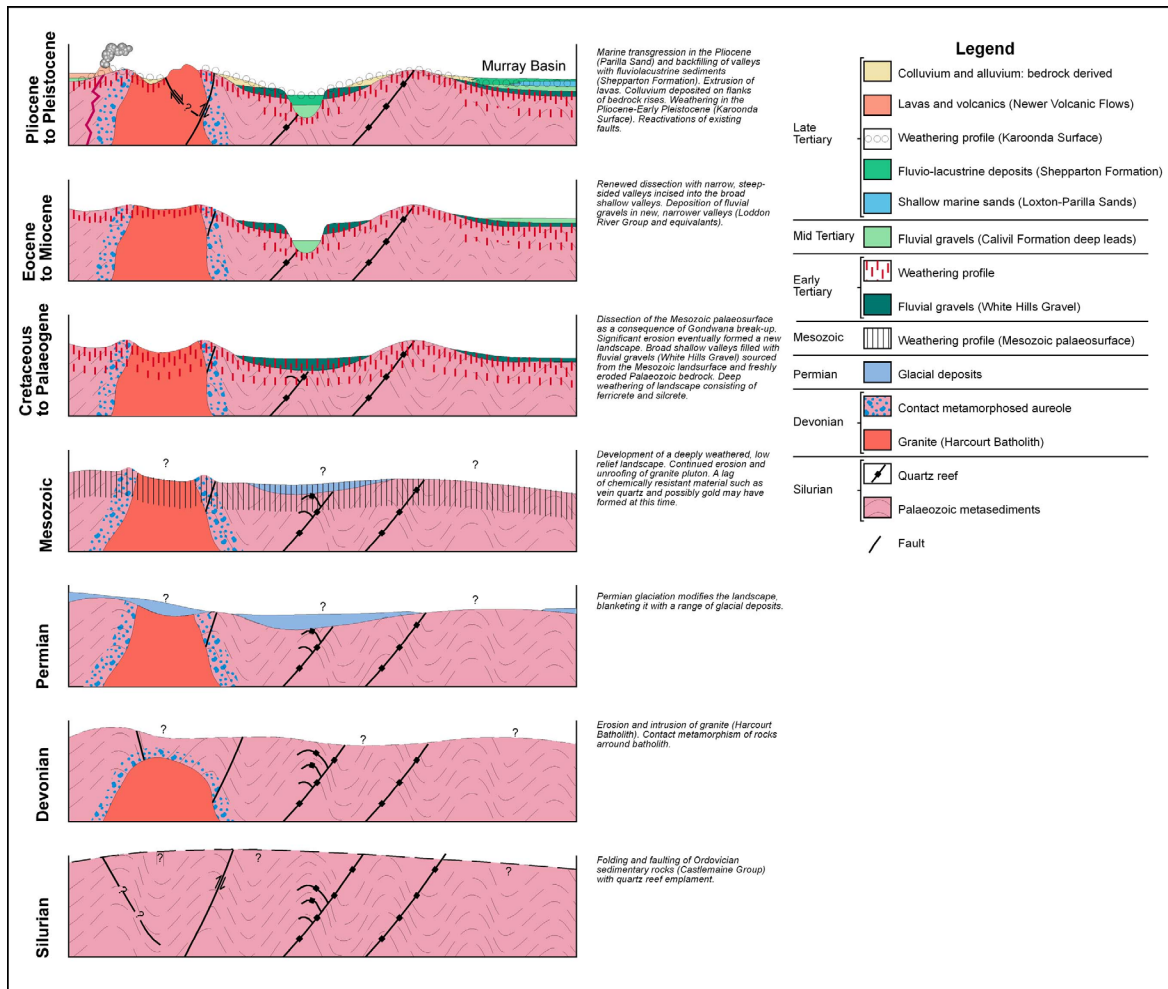 Pliocene
to Pleistocene
Murray Basin
Marine transgression in the Pliocene
(Parilla Sand) and backfilling of valleys
with fluviolacustrine sediments
(Shepparton Formation). Extrusion of
lavas. Colluvium deposited on flanks
of bedrock rises. Weathering in the
Pliocene-Early Pleistocene (Karoonda
Surface). Reactivations of existing
faults.
?
?
Eocene
to Miocene
Renewed dissection with narrow, steep-
sided valleys incised into the broad
shallow valleys. Deposition of fluvial
gravels in new, narrower valleys (Loddon
River Group and equivalants).
Cretaceous
to Palaeogene
Dissection of the Mesozoic palaeosurface
as a consequence of Gondwana break-up.
Significant erosion eventually formed a new
landscape. Broad shallow valleys filled with
fluvial gravels (White Hills Gravel) sourced
from the Mesozoic landsurface and freshly
eroded Palaeozoic bedrock. Deep
weathering of landscape consisting of
ferricrete and silcrete.
Mesozoic
? ? ?
Development of a deeply weathered, low
relief landscape. Continued erosion and
unroofing of granite pluton. A lag
of chemically resistant material such as
vein quartz and possibly gold may have
formed at this time.
Permian
? ? ?
Permian glaciation modifies the landscape,
blanketing it with a range of glacial deposits.
Devonian
? ? ?
Erosion and intrusion of granite (Harcourt
Batholith). Contact metamorphism of rocks
arround batholith.
Silurian
? ? ? ?
?
?
Folding and faulting of Ordovician
sedimentary rocks (Castlemaine Group)
with quartz reef emplament.
Legend
Late
Tertiary
Colluvium and alluvium: bedrock derived
Lavas and volcanics (Newer Volcanic Flows)
Weathering profile (Karoonda Surface)
Fluvio-lacustrine deposits (Shepparton Formation)
Shallow marine sands (Loxton-Parilla Sands)
Mid Tertiary
Fluvial gravels (Calivil Formation deep leads)
Early
Tertiary
Weathering profile
Fluvial gravels (White Hills Gravel)
Mesozoic
Weathering profile (Mesozoic palaeosurface)
Permian
Glacial deposits
Devonian
Contact metamorphosed aureole
Granite (Harcourt Batholith)
Silurian
Quartz reef
Palaeozoic metasediments
Fault